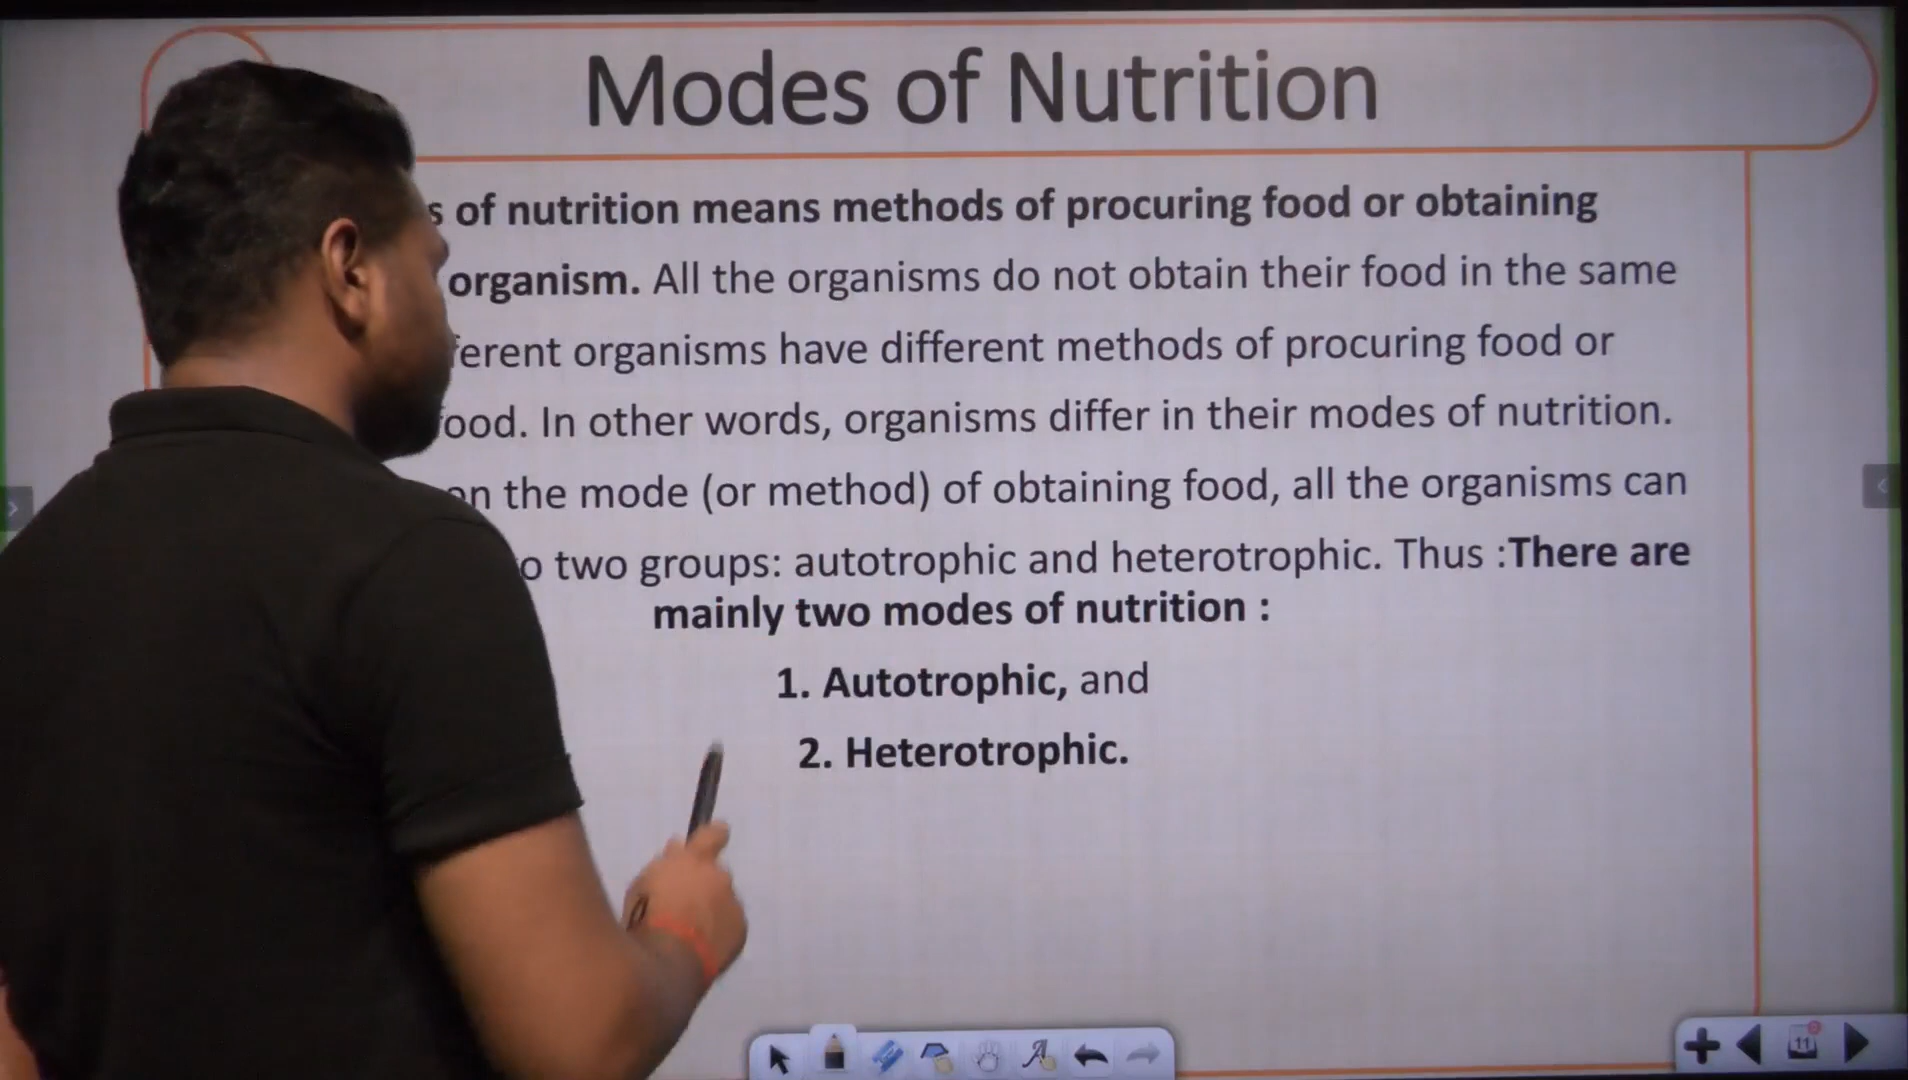 Modes of Nutrition
of nutrition means methods of procuring food or obtaining
organism. All the organisms do not obtain their food in the same
organisms have different methods of procuring food or
In other words, organisms differ in their modes of nutrition.
on the mode (or method) of obtaining food, all the organisms can
two groups: autotrophic and heterotrophic. Thus :There are
mainly two modes of nutrition :
1. Autotrophic, and
2. Heterotrophic.
11